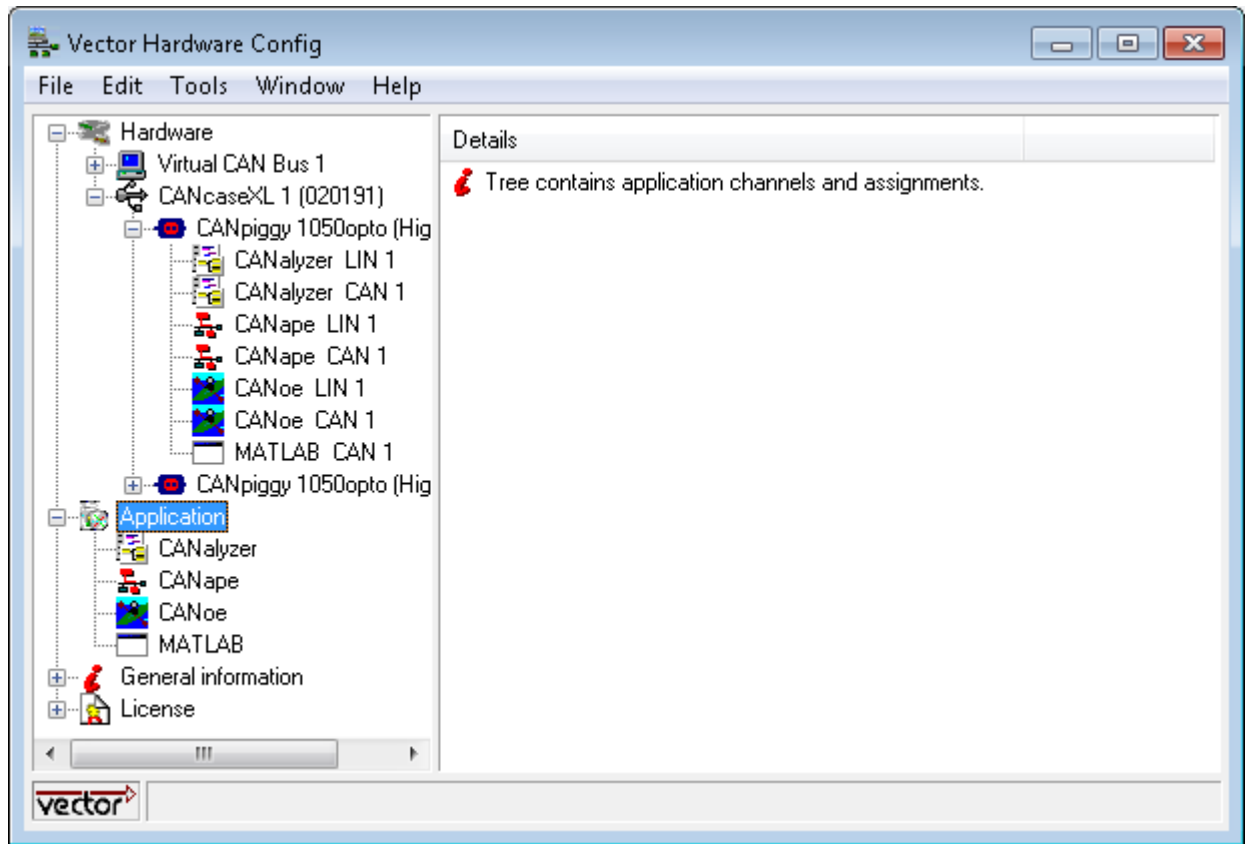 Vector Hardware Config
File Edit Tools Window Help
Hardware
Virtual CAN Bus 1
CANcaseXL 1 (020191)
CANpiggy 1050opto (Hig
CANalyzer LIN 1
CANalyzer CAN 1
CANape LIN 1
CANape CAN 1
CANoe LIN 1
CANoe CAN 1
MATLAB CAN 1
CANpiggy 1050opto (Hig
Application
CANalyzer
CANape
CANoe
MATLAB
General information
License
Details
Tree contains application channels and assignments.
vector